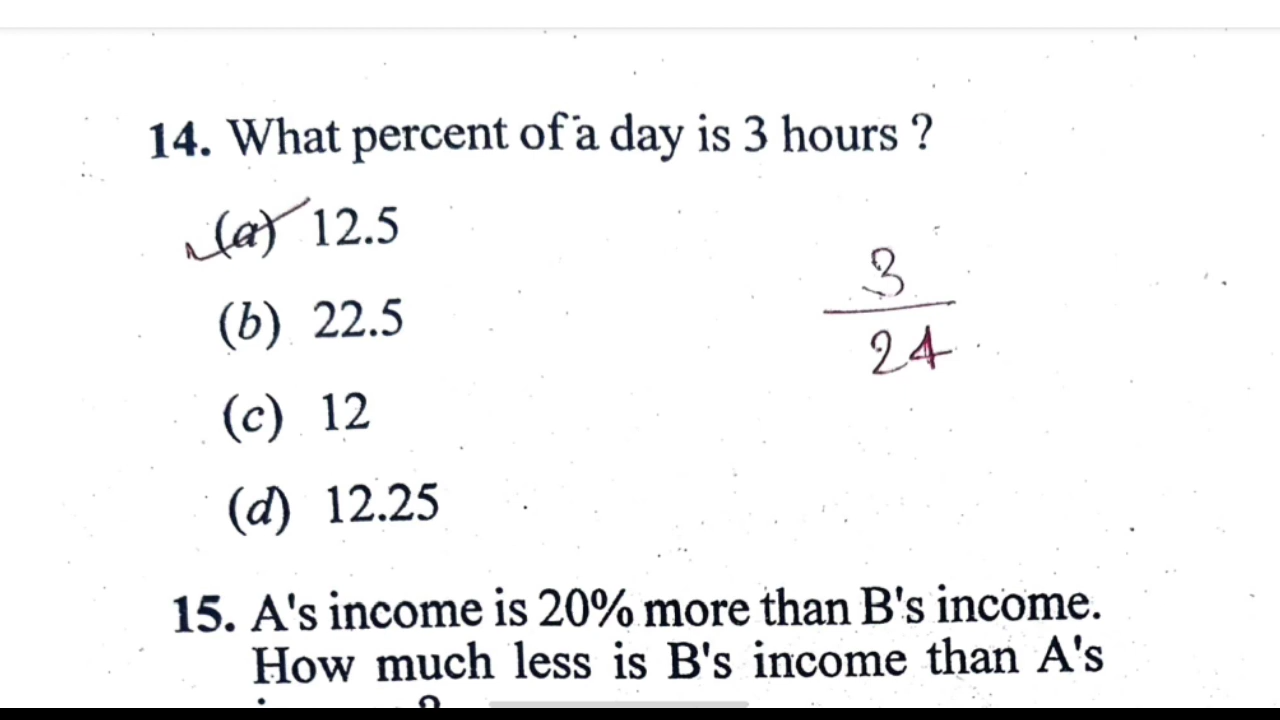 14. What percent of a day is 3 hours ?
(a) 12.5
(b) 22.5
(c) 12
(d) 12.25
3
24
15. A's income is 20% more than B's income.
How much less is B's income than A's